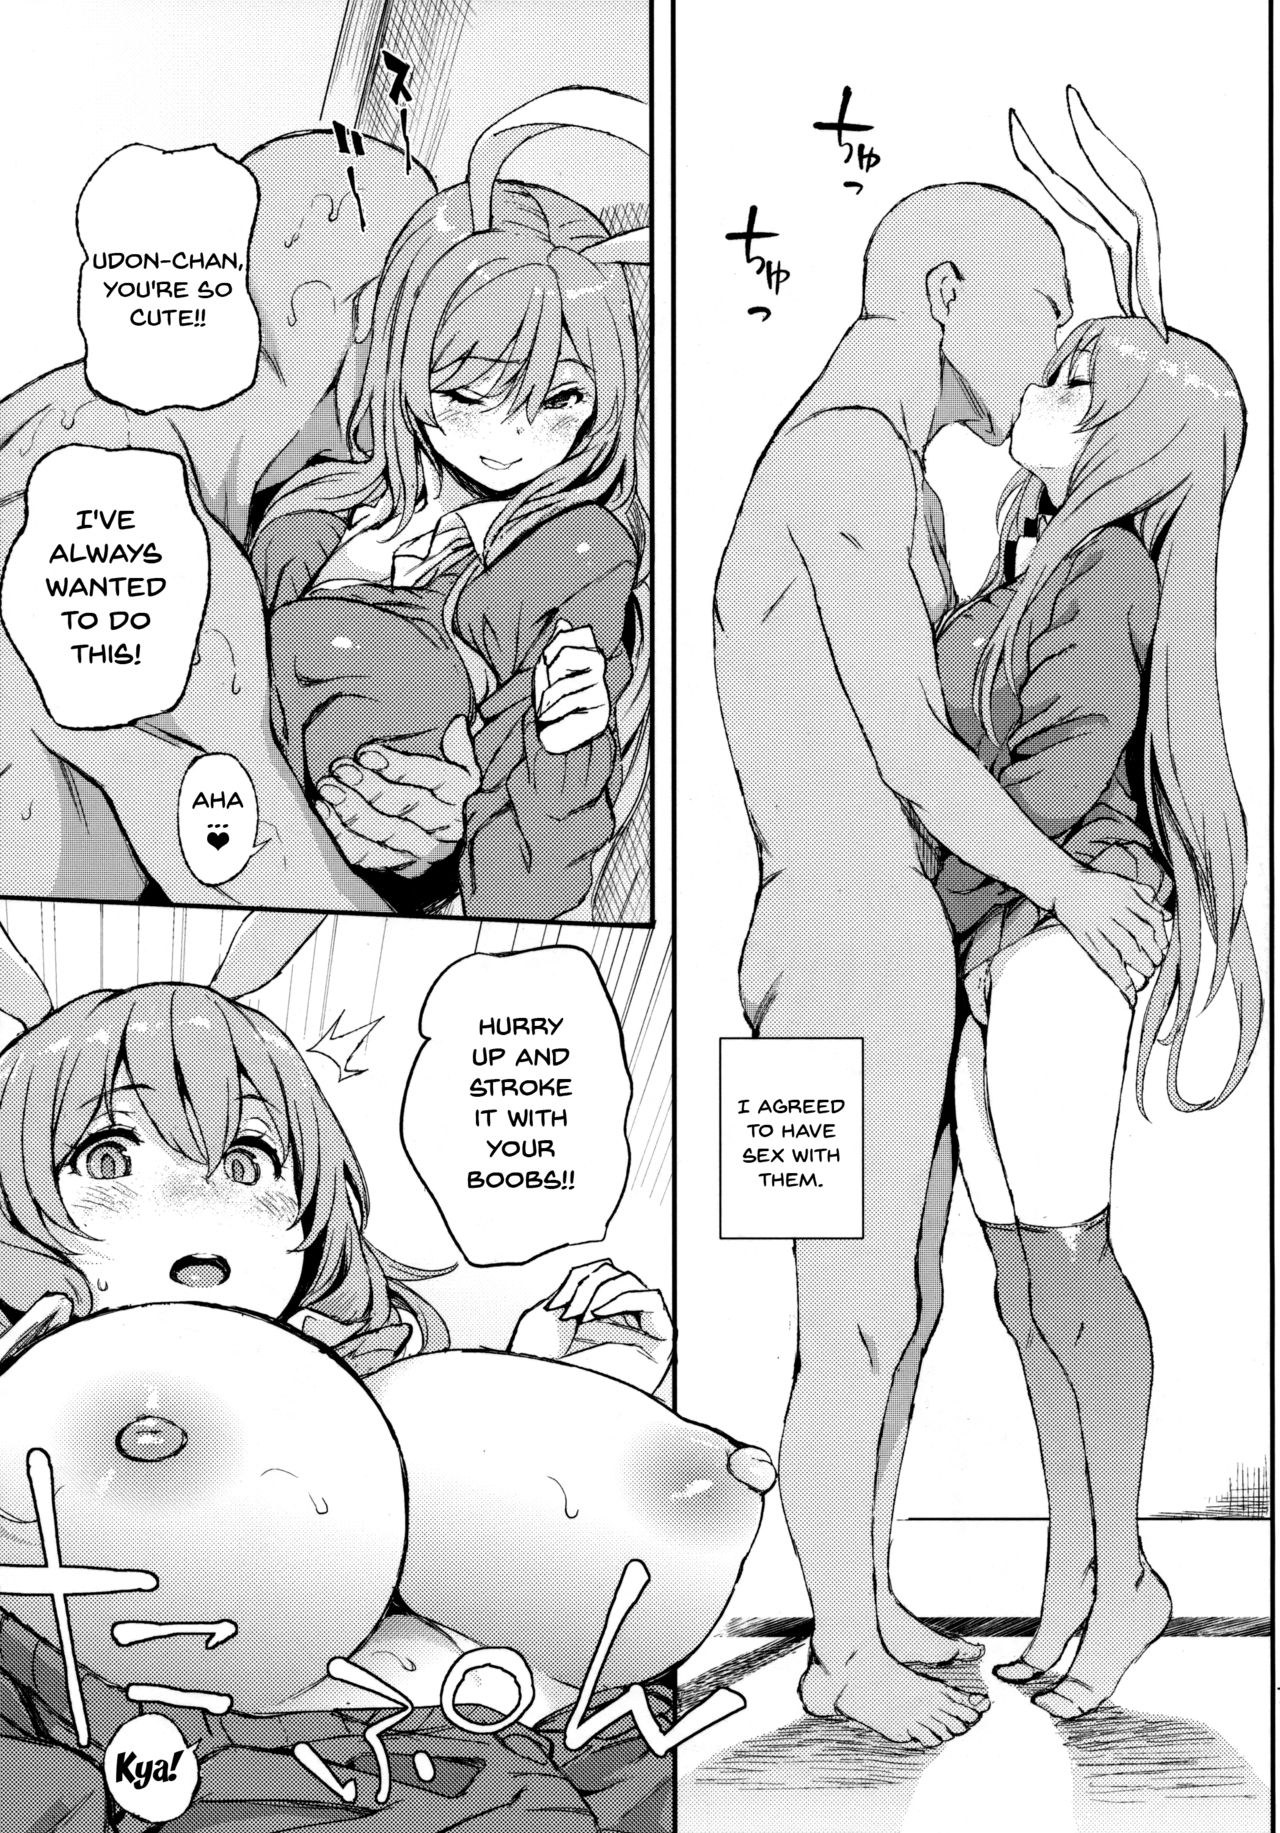 ちゅっ
ちゅっ
I AGREED
TO HAVE
SEX WITH
THEM.
UDON-CHAN,
YOU'RE SO
CUTE!!
I'VE
ALWAYS
WANTED
TO DO
THIS!
AHA
...
♥
HURRY
UP AND
STROKE
IT WITH
YOUR
BOOBS!!
Kya!